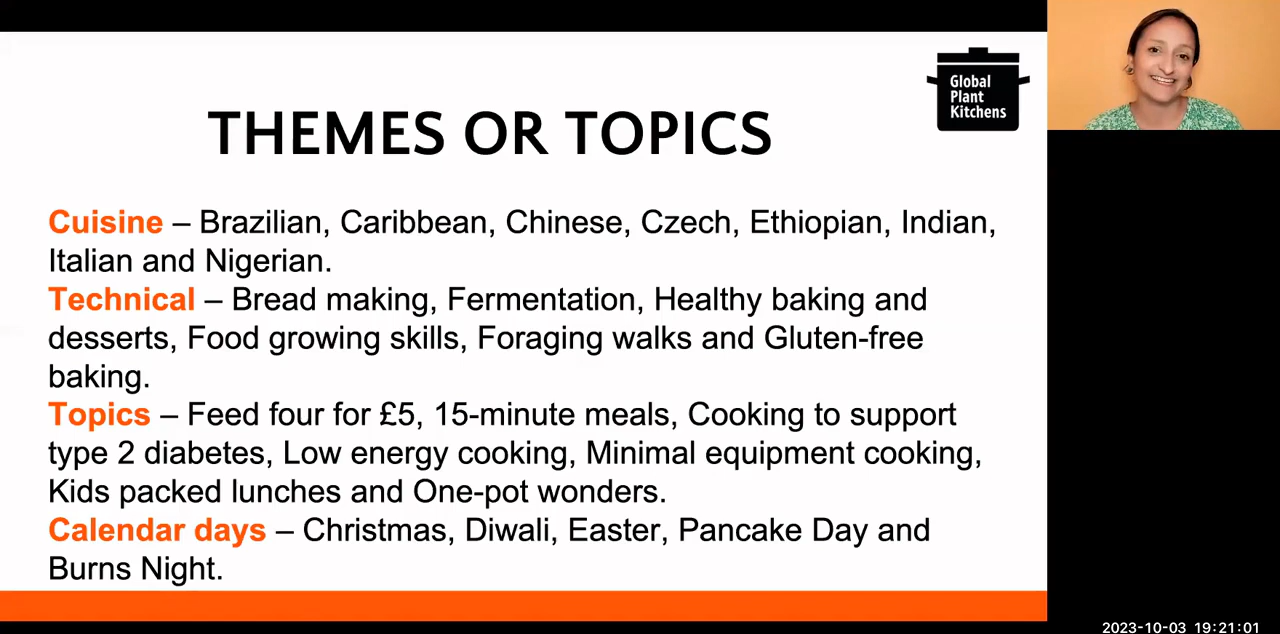 Global
Plant
Kitchens
THEMES OR TOPICS
Cuisine – Brazilian, Caribbean, Chinese, Czech, Ethiopian, Indian,
Italian and Nigerian.
Technical – Bread making, Fermentation, Healthy baking and
desserts, Food growing skills, Foraging walks and Gluten-free
baking.
Topics – Feed four for £5, 15-minute meals, Cooking to support
type 2 diabetes, Low energy cooking, Minimal equipment cooking,
Kids packed lunches and One-pot wonders.
Calendar days – Christmas, Diwali, Easter, Pancake Day and
Burns Night.
2023-10-03 19:21:01